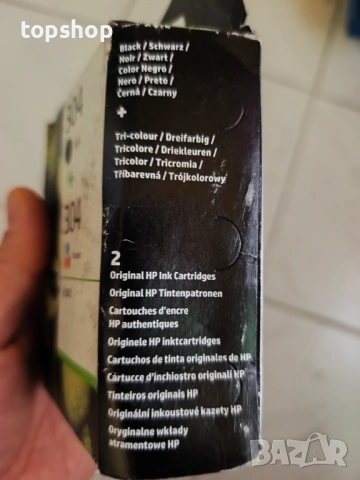 topshop
Black / Schwarz /
Noir / Zwart /
Color Negro /
Nero / Preto /
Černá / Czarny
+
Tri-colour / Dreifarbig /
Tricolore / Driekleuren /
Tricolor / Tricromia /
Tříbarevná / Trójkolorowy
304
304
2
Original HP Ink Cartridges
Original HP Tintenpatronen
Cartouches d'encre
HP authentiques
Originele HP inktcartridges
Cartuchos de tinta originales de HP
Cartucce d'inchiostro originali HP
Tinteiros originais HP
Originální inkoustové kazety HP
Oryginalne wkłady
atramentowe HP
BAZAR